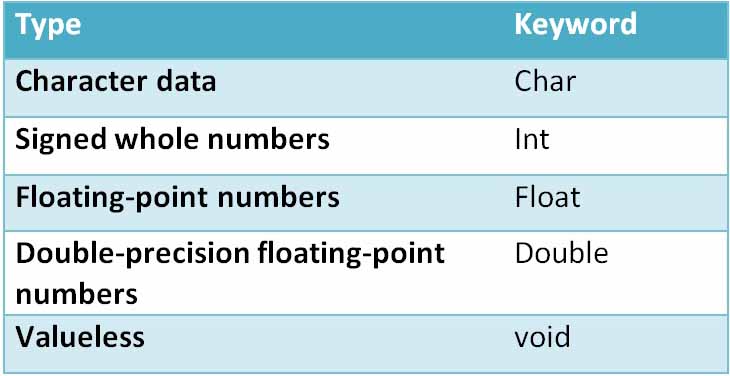 Type Keyword
Character data Char
Signed whole numbers Int
Floating-point numbers Float
Double-precision floating-point Double
numbers
Valueless void